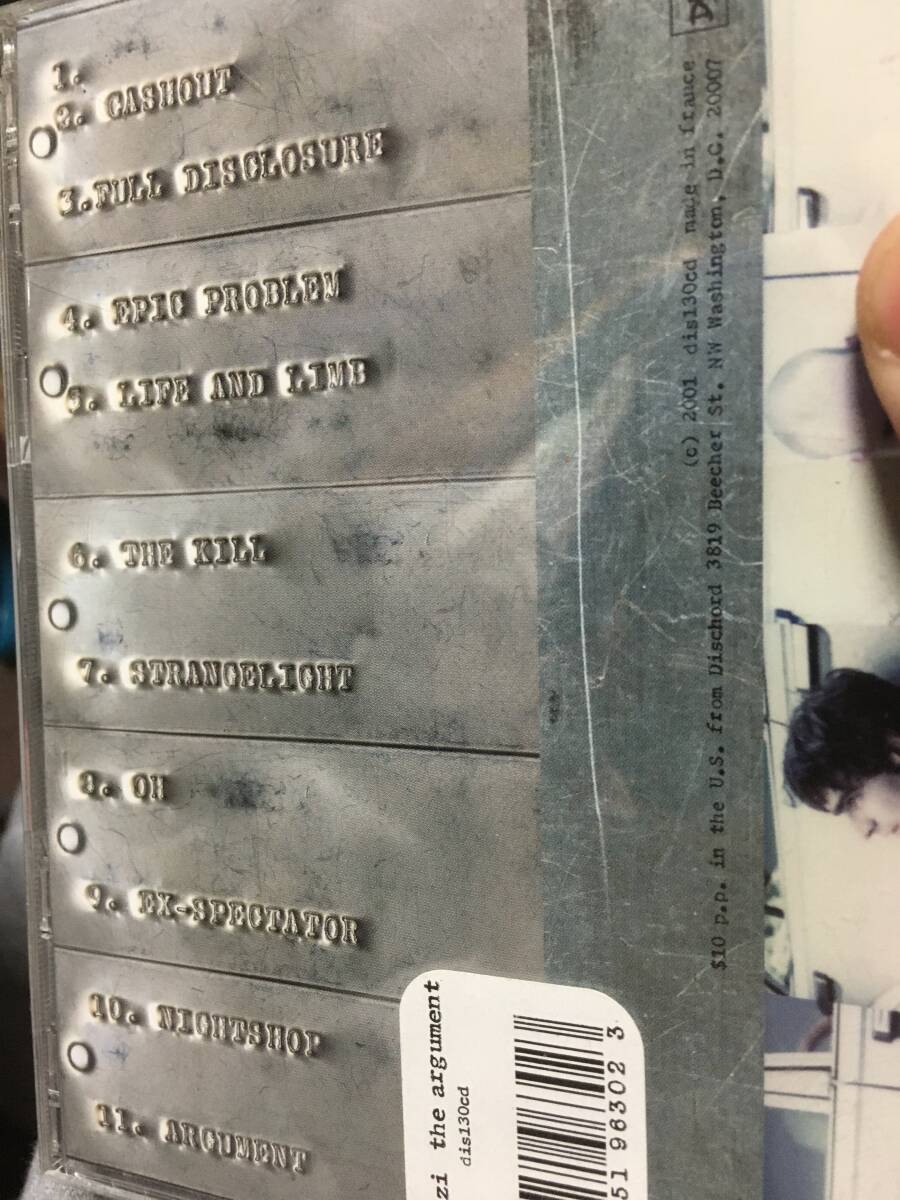 1.
2. CASHOUT
3.FULL DISCLOSURE
4. EPIC PROBLEM
5. LIFE AND LIMB
6. THE KILL
7. STRANGELIGHT
8. OH
9. EX-SPECTATOR
10. NIGHTSHOP
11. ARGUMENT
(c) 2001 dis130cd made in france
$10 p.p. in the U.S. from Dischord 3819 Beecher St. NW Washington, D.C. 20007
zi the argument
dis130cd
51 96302 3